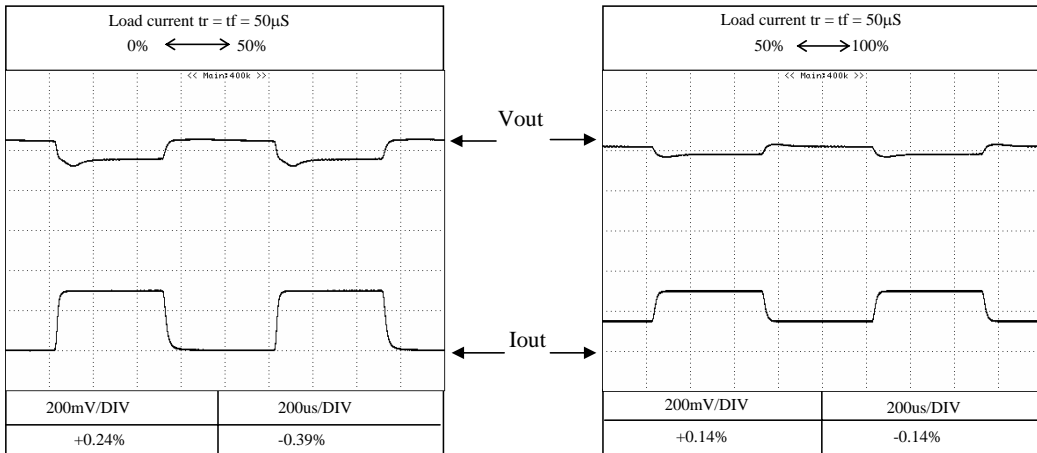 Load current tr = tf = 50μS
0% 50%
<< Main:400k >>
200mV/DIV 200us/DIV
+0.24% -0.39%
Vout
Iout
Load current tr = tf = 50μS
50% 100%
<< Main:400k >>
200mV/DIV 200us/DIV
+0.14% -0.14%